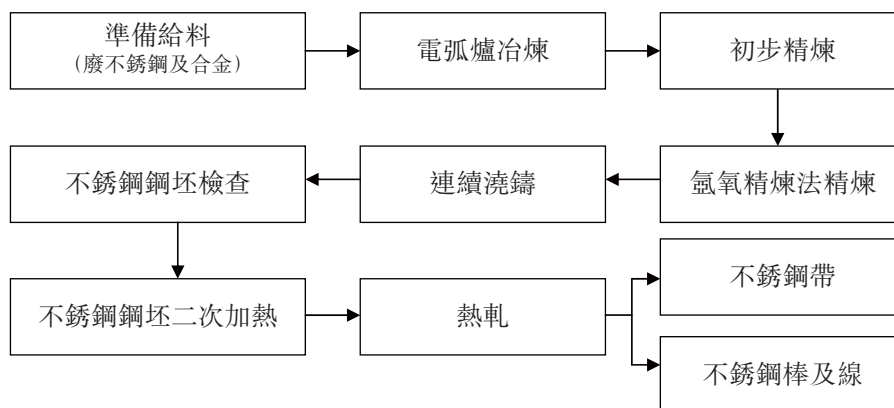 準備給料
(廢不銹鋼及合金)
電弧爐冶煉
初步精煉
氬氧精煉法精煉
連續澆鑄
不銹鋼鋼坯檢查
不銹鋼鋼坯二次加熱
熱軋
不銹鋼帶
不銹鋼棒及線